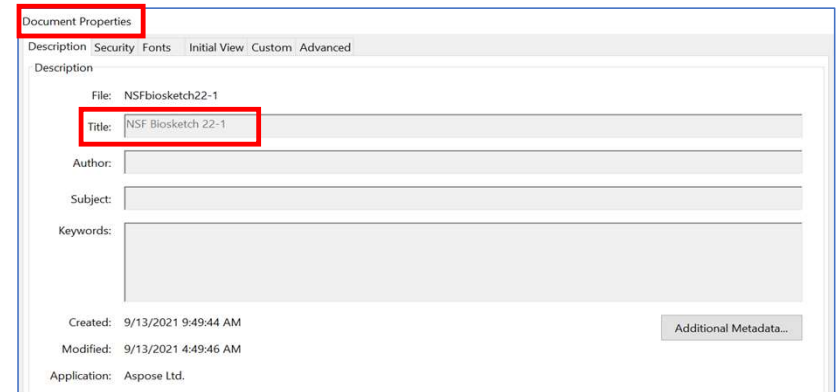 Document Properties
Description Security Fonts Initial View Custom Advanced
Description
File: NSFbiosketch22-1
Title: NSF Biosketch 22-1
Author:
Subject:
Keywords:
Created: 9/13/2021 9:49:44 AM
Additional Metadata...
Modified: 9/13/2021 4:49:46 AM
Application: Aspose Ltd.